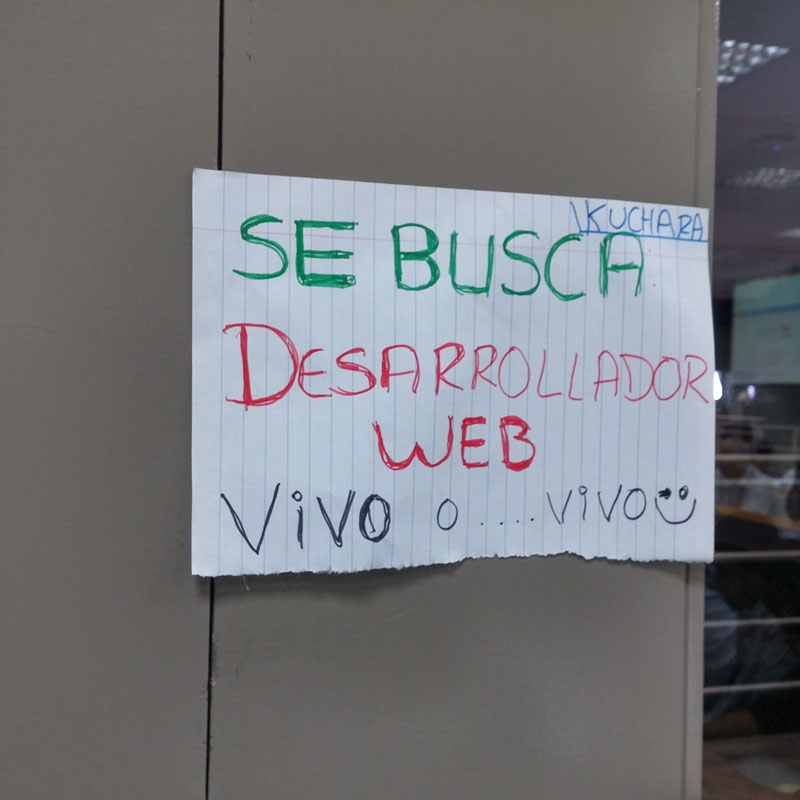 KUCHARA
SE BUSCA
DESARROLLADOR
WEB
ViVO o .... ViVO